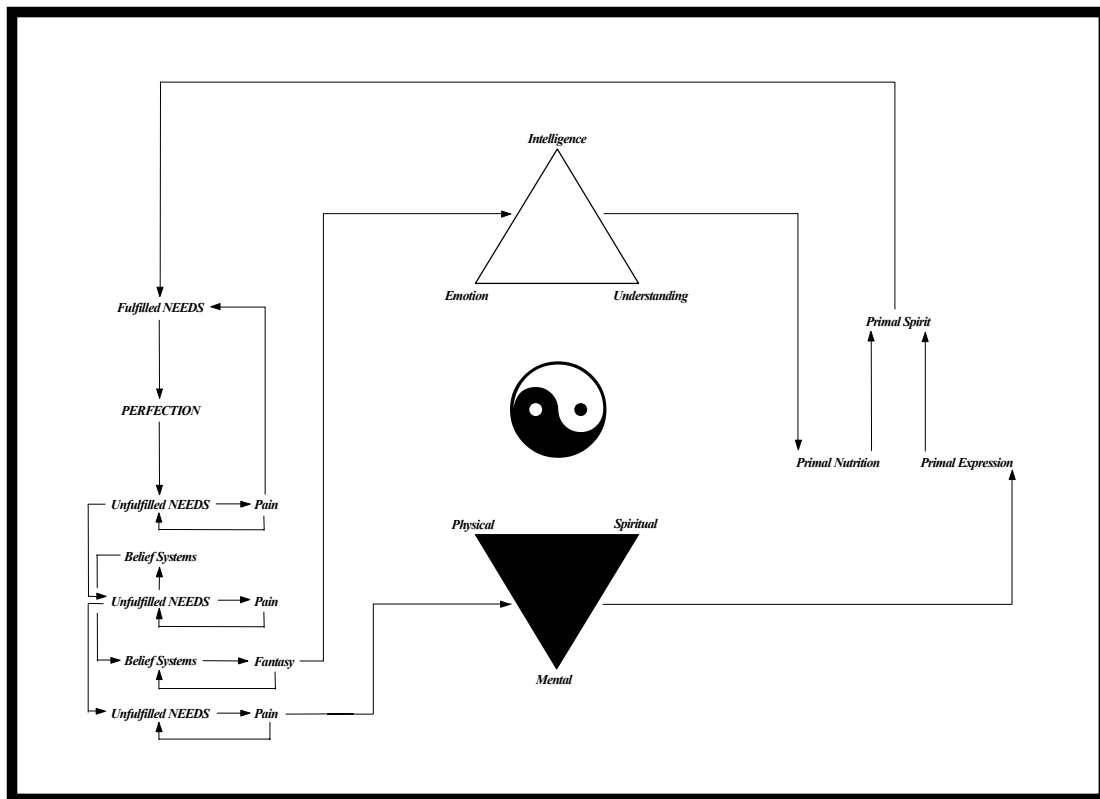 Intelligence
Emotion
Understanding
Fulfilled NEEDS
Primal Spirit
PERFECTION
Primal Nutrition
Primal Expression
Unfulfilled NEEDS
Pain
Physical
Spiritual
Belief Systems
Unfulfilled NEEDS
Pain
Belief Systems
Fantasy
Mental
Unfulfilled NEEDS
Pain